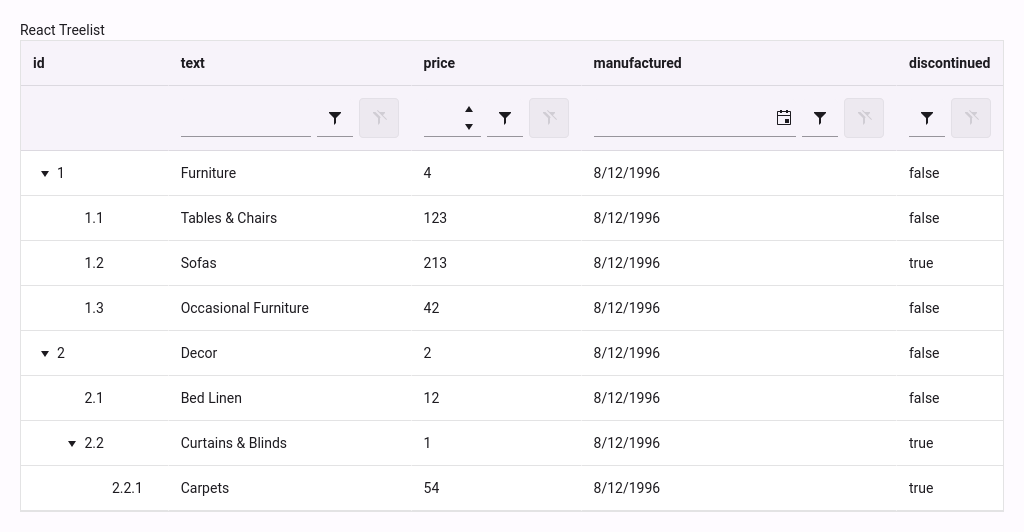 React Treelist
id text price manufactured discontinued
1 Furniture 4 8/12/1996 false
1.1 Tables & Chairs 123 8/12/1996 false
1.2 Sofas 213 8/12/1996 true
1.3 Occasional Furniture 42 8/12/1996 false
2 Decor 2 8/12/1996 false
2.1 Bed Linen 12 8/12/1996 false
2.2 Curtains & Blinds 1 8/12/1996 true
2.2.1 Carpets 54 8/12/1996 true